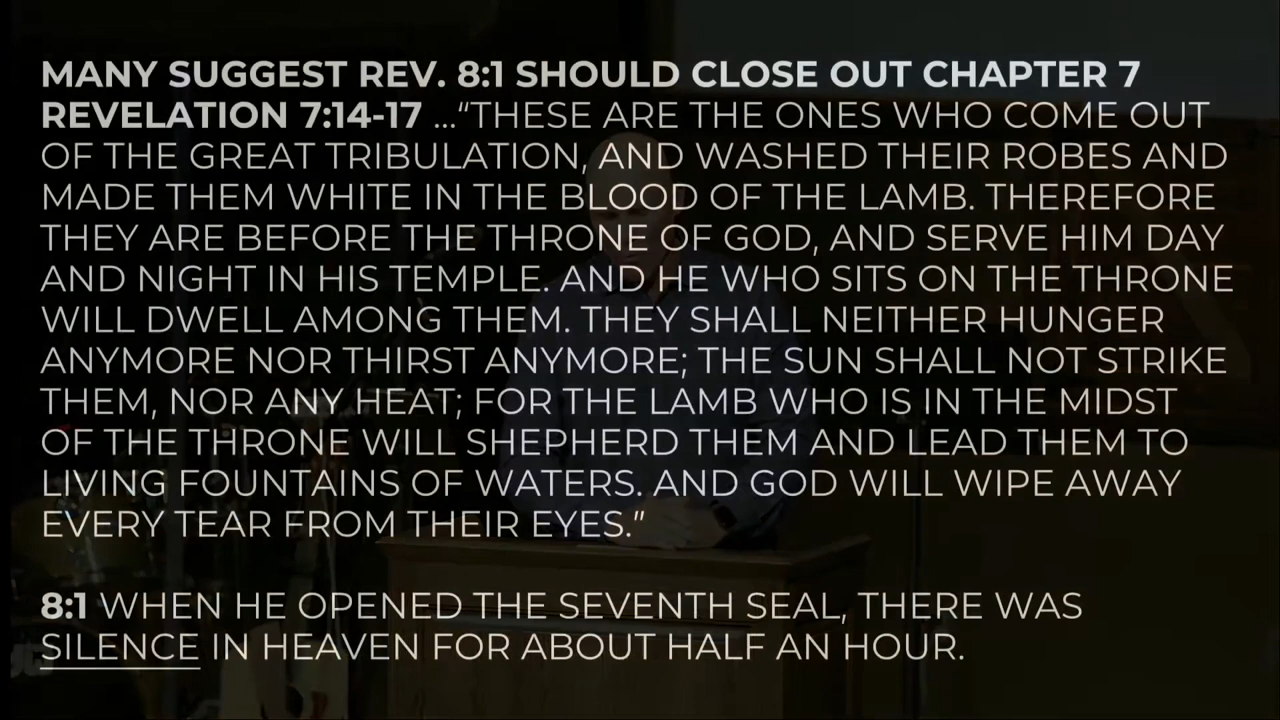 MANY SUGGEST REV. 8:1 SHOULD CLOSE OUT CHAPTER 7
REVELATION 7:14-17 ...“THESE ARE THE ONES WHO COME OUT
OF THE GREAT TRIBULATION, AND WASHED THEIR ROBES AND
MADE THEM WHITE IN THE BLOOD OF THE LAMB. THEREFORE
THEY ARE BEFORE THE THRONE OF GOD, AND SERVE HIM DAY
AND NIGHT IN HIS TEMPLE. AND HE WHO SITS ON THE THRONE
WILL DWELL AMONG THEM. THEY SHALL NEITHER HUNGER
ANYMORE NOR THIRST ANYMORE; THE SUN SHALL NOT STRIKE
THEM, NOR ANY HEAT; FOR THE LAMB WHO IS IN THE MIDST
OF THE THRONE WILL SHEPHERD THEM AND LEAD THEM TO
LIVING FOUNTAINS OF WATERS. AND GOD WILL WIPE AWAY
EVERY TEAR FROM THEIR EYES.”
8:1 WHEN HE OPENED THE SEVENTH SEAL, THERE WAS
SILENCE IN HEAVEN FOR ABOUT HALF AN HOUR.